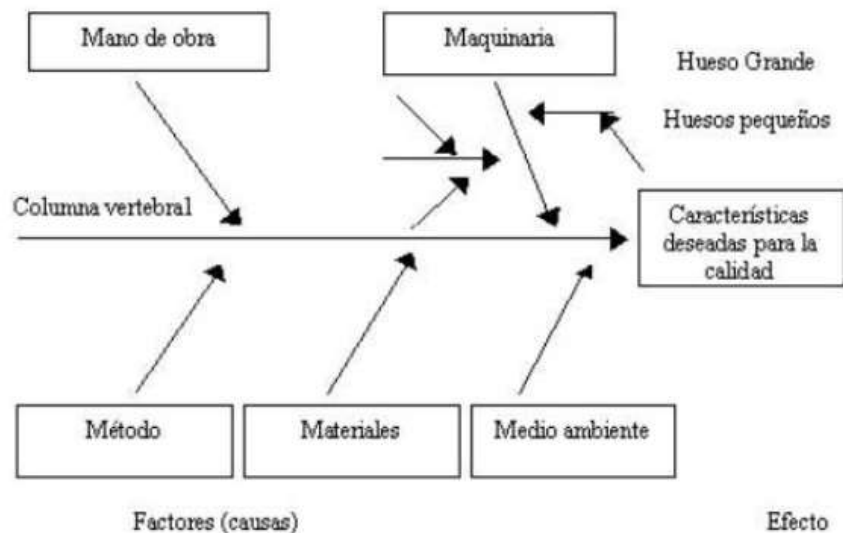 Mano de obra
Maquinaria
Hueso Grande
Huesos pequeños
Columna vertebral
Características
deseadas para la
calidad
Método
Materiales
Medio ambiente
Factores (causas)
Efecto